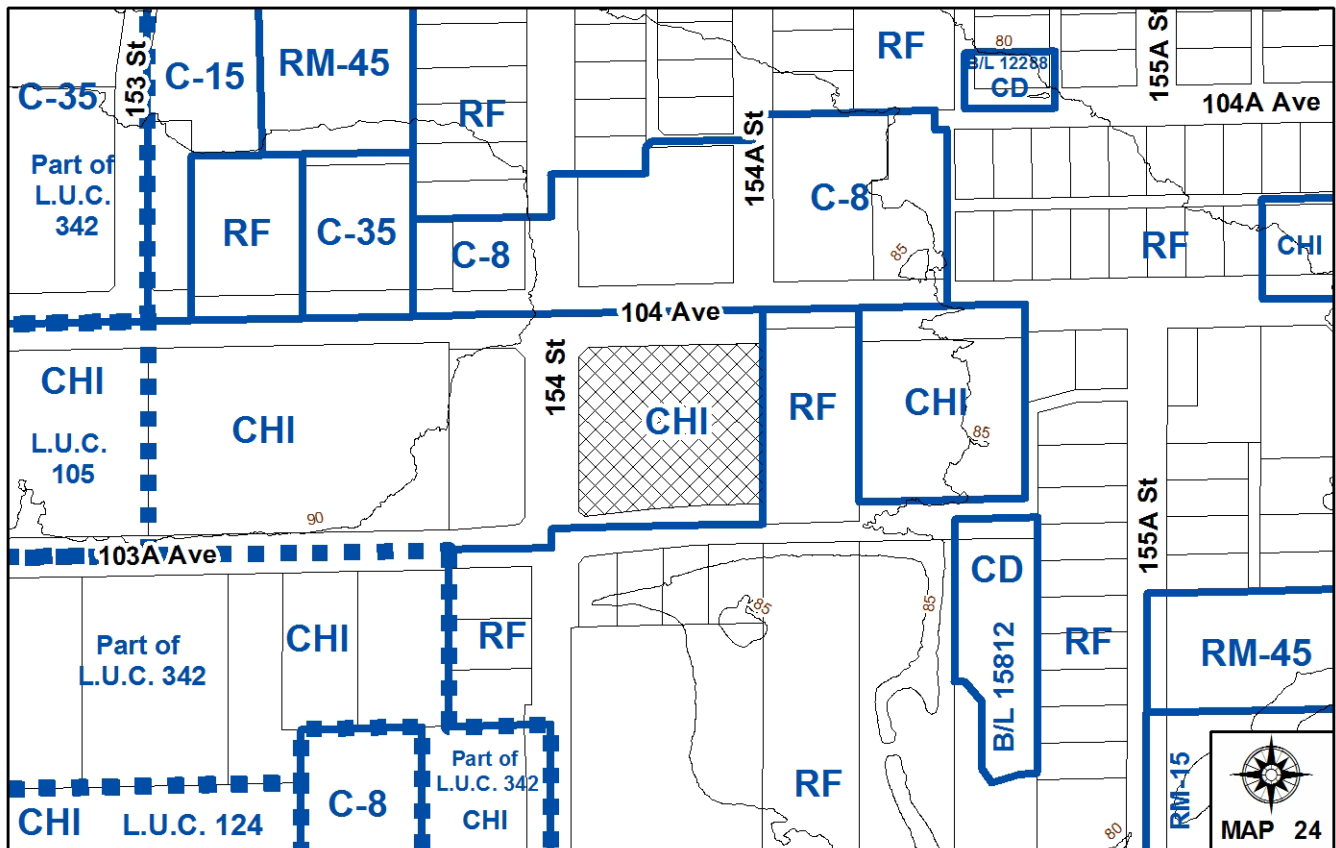 153 St
C-15
RM-45
RF
RF
80
B/L 12288
CD
155A St
104A Ave
C-35
Part of
L.U.C.
342
RF
C-35
C-8
154A St
C-8
85
RF
CHI
104 Ave
CHI
L.U.C.
105
CHI
154 St
CHI
RF
CHI
85
90
103A Ave
155A St
Part of
L.U.C. 342
CHI
RF
85
85
CD
B/L 15812
RF
RM-45
CHI
L.U.C. 124
C-8
Part of
L.U.C. 342
CHI
RF
80
RM-15
MAP 24